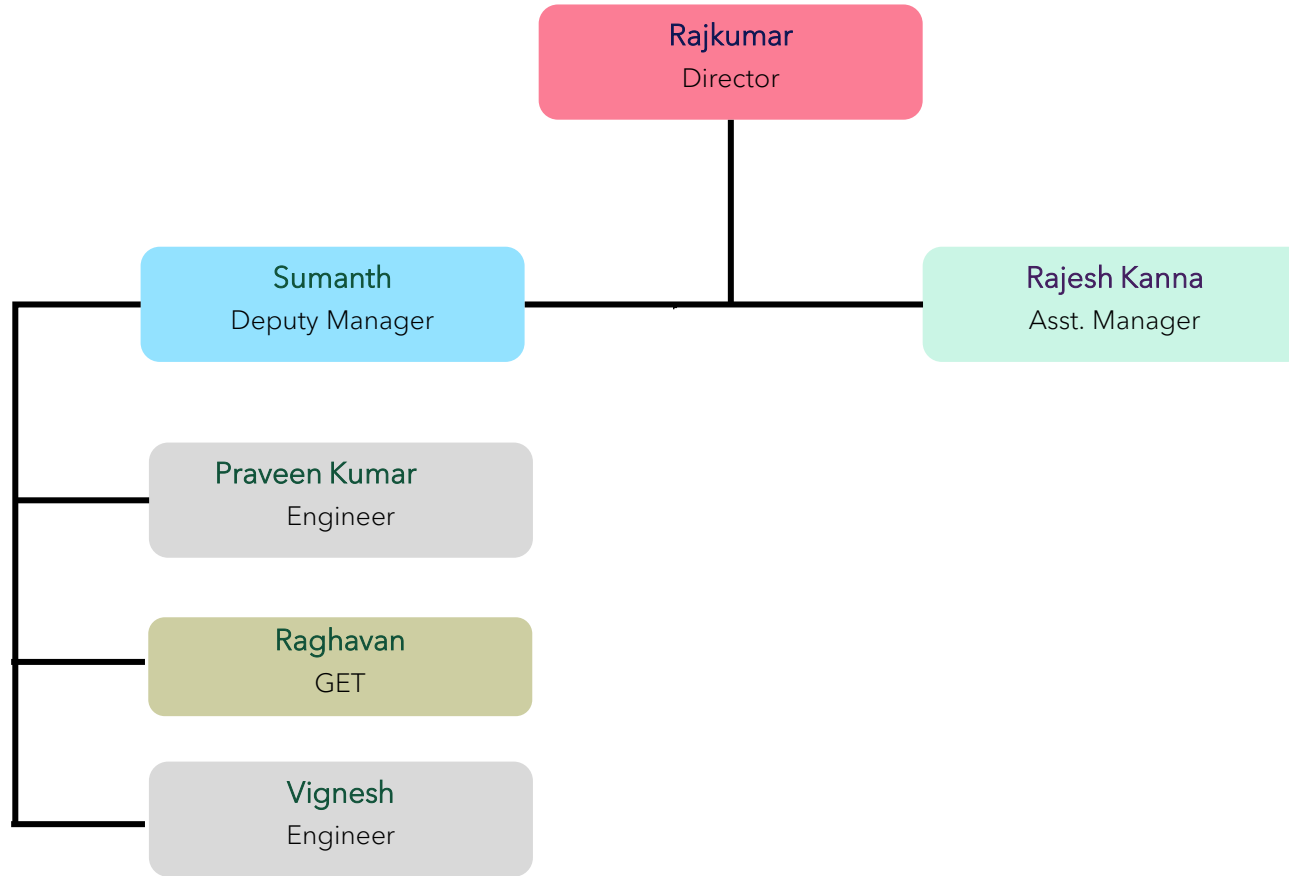 Rajkumar
Director
Sumanth
Deputy Manager
Rajesh Kanna
Asst. Manager
Praveen Kumar
Engineer
Raghavan
GET
Vignesh
Engineer